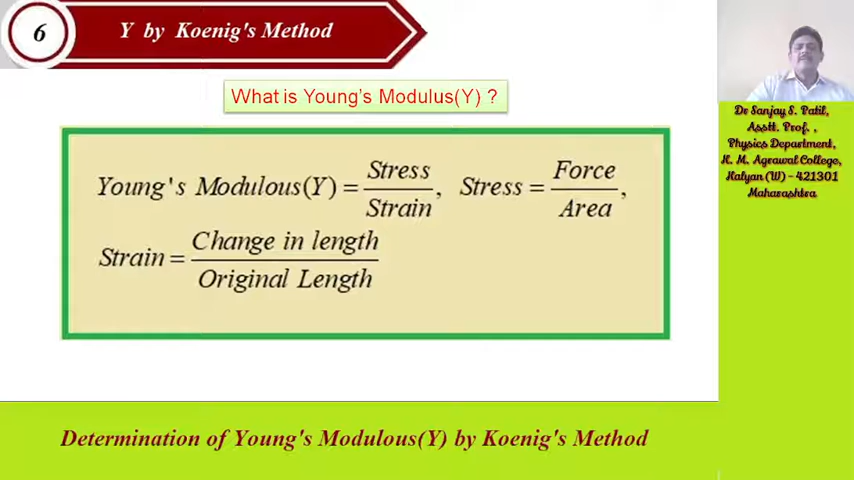 6
Y by Koenig's Method
What is Young's Modulus(Y) ?
Young's Modulous(Y) = Stress / Strain, Stress = Force / Area,
Strain = Change in length / Original Length
Dr Sanjay S. Patil,
Asstt. Prof. ,
Physics Department,
K. M. Agrawal College,
Kalyan (W) - 421301
Maharashtra
Determination of Young's Modulous(Y) by Koenig's Method